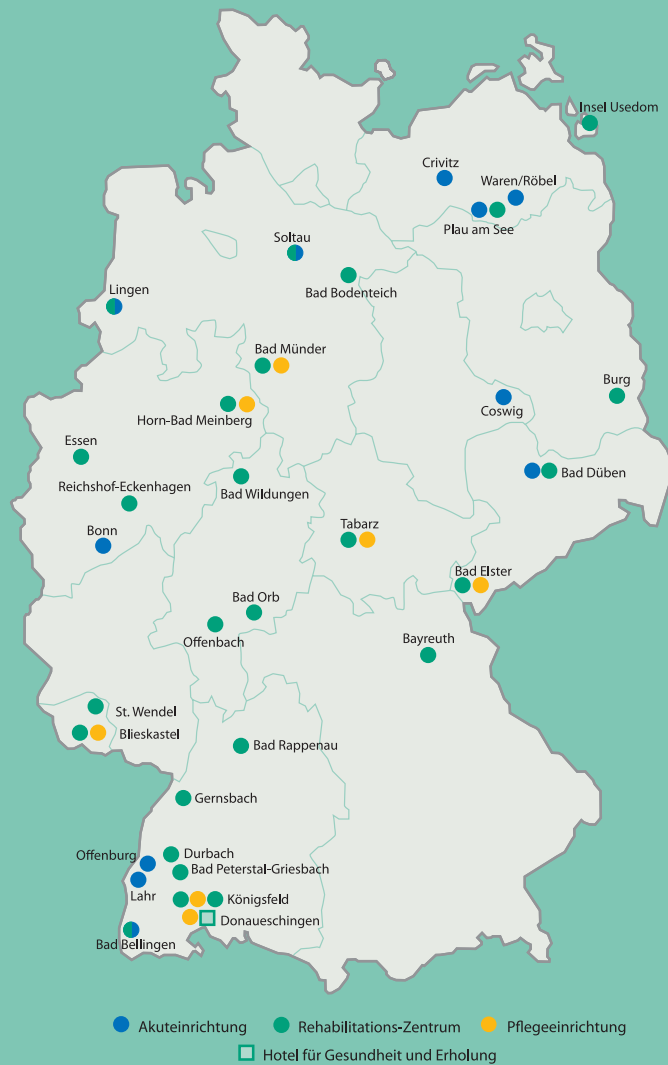 Insel Usedom
Crivitz
Waren/Röbel
Plau am See
Soltau
Bad Bodenteich
Lingen
Bad Münder
Burg
Coswig
Horn-Bad Meinberg
Essen
Bad Düben
Reichshof-Eckenhagen
Bad Wildungen
Tabarz
Bonn
Bad Elster
Bad Orb
Offenbach
Bayreuth
St. Wendel
Blieskastel
Bad Rappenau
Gernsbach
Offenburg
Durbach
Bad Peterstal-Griesbach
Lahr
Königsfeld
Donaueschingen
Bad Bellingen
Akuteinrichtung
Rehabilitations-Zentrum
Pflegeeinrichtung
Hotel für Gesundheit und Erholung